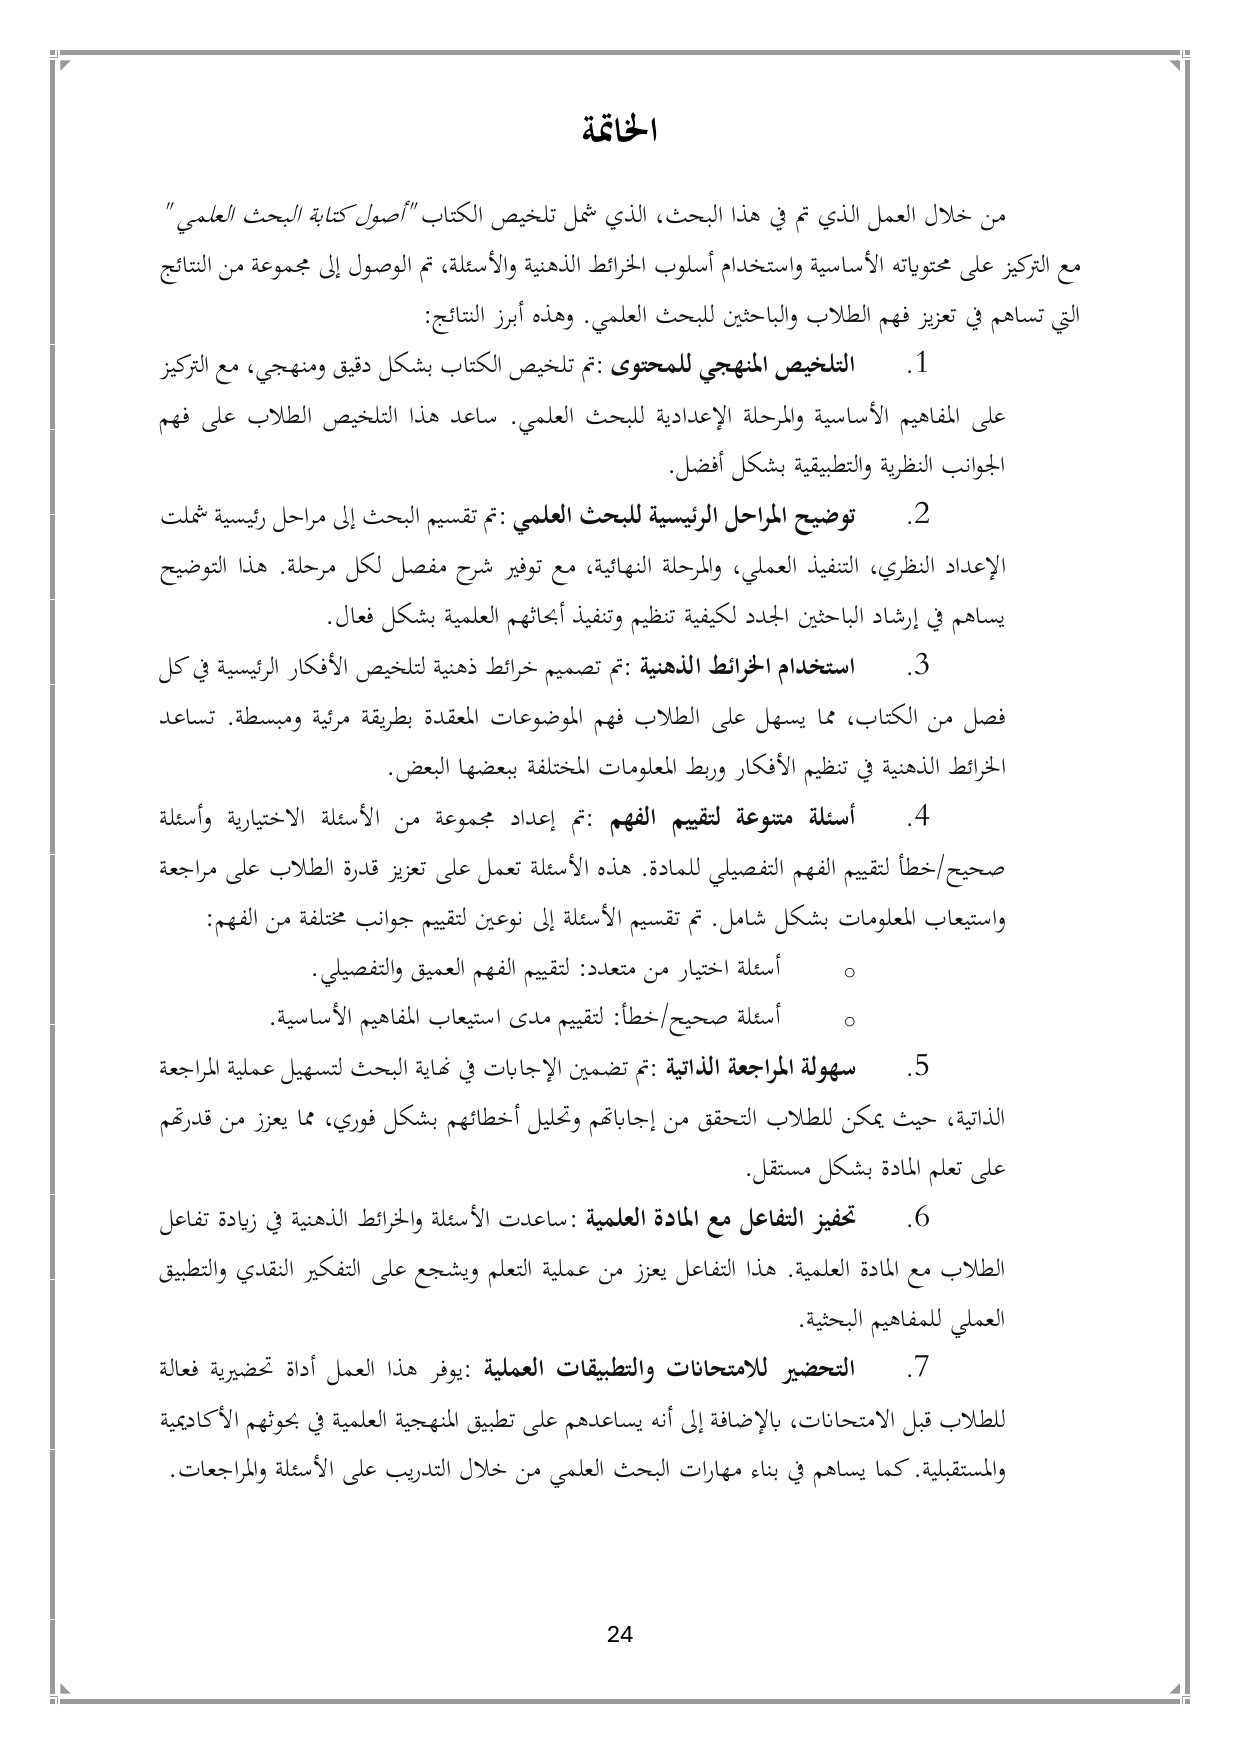 الخاتمة
من خلال العمل الذي تم في هذا البحث، الذي شمل تلخيص الكتاب "أصول كتابة البحث العلمي"
مع التركيز على محتوياته الأساسية واستخدام أسلوب الخرائط الذهنية والأسئلة، تم الوصول إلى مجموعة من النتائج
التي تساهم في تعزيز فهم الطلاب والباحثين للبحث العلمي. وهذه أبرز النتائج:
1. التلخيص المنهجي للمحتوى :تم تلخيص الكتاب بشكل دقيق ومنهجي، مع التركيز
على المفاهيم الأساسية والمرحلة الإعدادية للبحث العلمي. ساعد هذا التلخيص الطلاب على فهم
الجوانب النظرية والتطبيقية بشكل أفضل.
2. توضيح المراحل الرئيسية للبحث العلمي :تم تقسيم البحث إلى مراحل رئيسية شملت
الإعداد النظري، التنفيذ العملي، والمرحلة النهائية، مع توفير شرح مفصل لكل مرحلة. هذا التوضيح
يساهم في إرشاد الباحثين الجدد لكيفية تنظيم وتنفيذ أبحاثهم العلمية بشكل فعال.
3. استخدام الخرائط الذهنية :تم تصميم خرائط ذهنية لتلخيص الأفكار الرئيسية في كل
فصل من الكتاب، مما يسهل على الطلاب فهم الموضوعات المعقدة بطريقة مرئية ومبسطة. تساعد
الخرائط الذهنية في تنظيم الأفكار وربط المعلومات المختلفة ببعضها البعض.
4. أسئلة متنوعة لتقييم الفهم :تم إعداد مجموعة من الأسئلة الاختيارية وأسئلة
صحيح/خطأ لتقييم الفهم التفصيلي للمادة. هذه الأسئلة تعمل على تعزيز قدرة الطلاب على مراجعة
واستيعاب المعلومات بشكل شامل. تم تقسيم الأسئلة إلى نوعين لتقييم جوانب مختلفة من الفهم:
○ أسئلة اختيار من متعدد: لتقييم الفهم العميق والتفصيلي.
○ أسئلة صحيح/خطأ: لتقييم مدى استيعاب المفاهيم الأساسية.
5. سهولة المراجعة الذاتية :تم تضمين الإجابات في نهاية البحث لتسهيل عملية المراجعة
الذاتية، حيث يمكن للطلاب التحقق من إجاباتهم وتحليل أخطائهم بشكل فوري، مما يعزز من قدرتهم
على تعلم المادة بشكل مستقل.
6. تحفيز التفاعل مع المادة العلمية :ساعدت الأسئلة والخرائط الذهنية في زيادة تفاعل
الطلاب مع المادة العلمية. هذا التفاعل يعزز من عملية التعلم ويشجع على التفكير النقدي والتطبيق
العملي للمفاهيم البحثية.
7. التحضير للامتحانات والتطبيقات العملية :يوفر هذا العمل أداة تحضيرية فعالة
للطلاب قبل الامتحانات، بالإضافة إلى أنه يساعدهم على تطبيق المنهجية العلمية في بحوثهم الأكاديمية
والمستقبلية. كما يساهم في بناء مهارات البحث العلمي من خلال التدريب على الأسئلة والمراجعات.
24